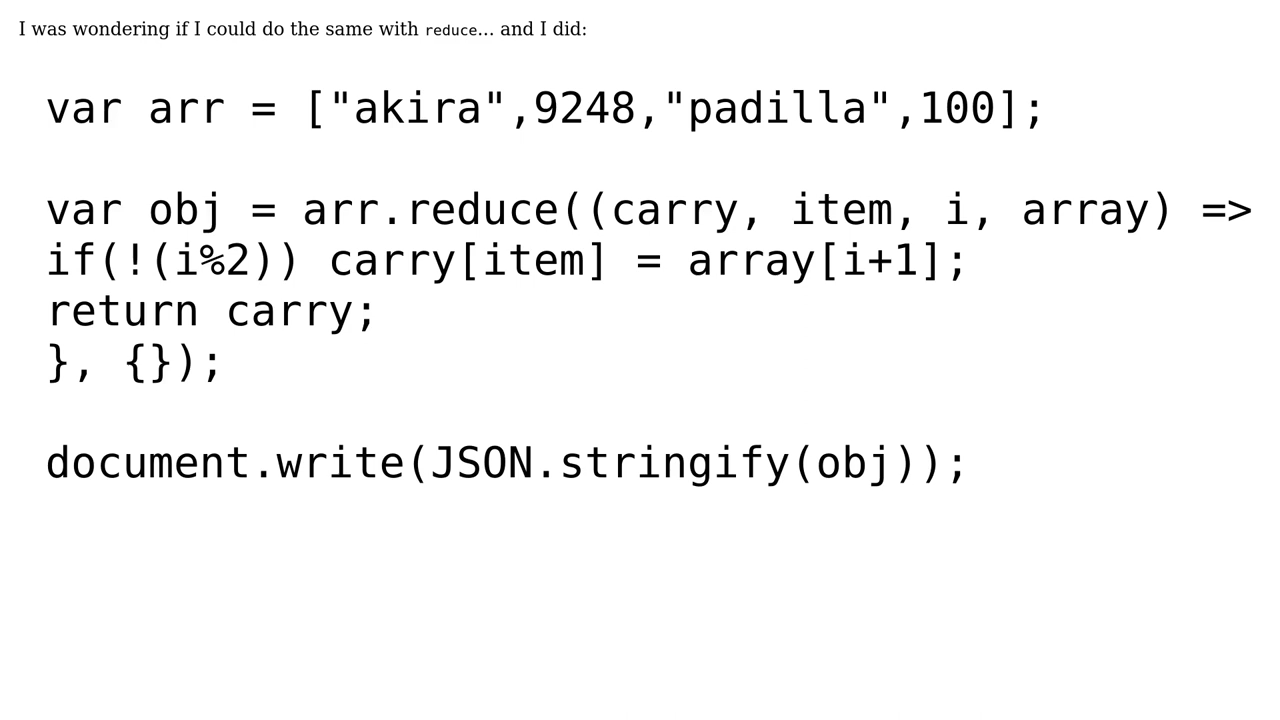 I was wondering if I could do the same with reduce... and I did:
var arr = ["akira",9248,"padilla",100];
var obj = arr.reduce((carry, item, i, array) =>
if(!(i%2)) carry[item] = array[i+1];
return carry;
}, {});
document.write(JSON.stringify(obj));